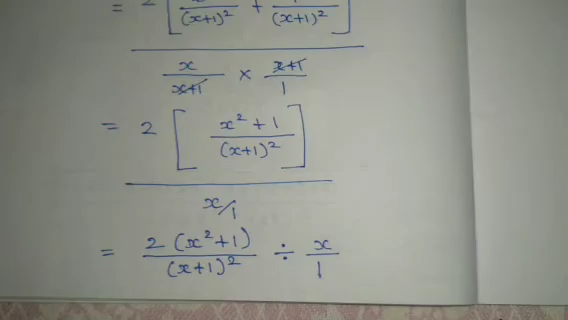 = 2 [ /(x+1)² + /(x+1)² ]
x/x+1 × x+1/1
= 2 [ x² + 1/(x+1)² ]
x/1
= 2 (x²+1)/(x+1)² ÷ x/1